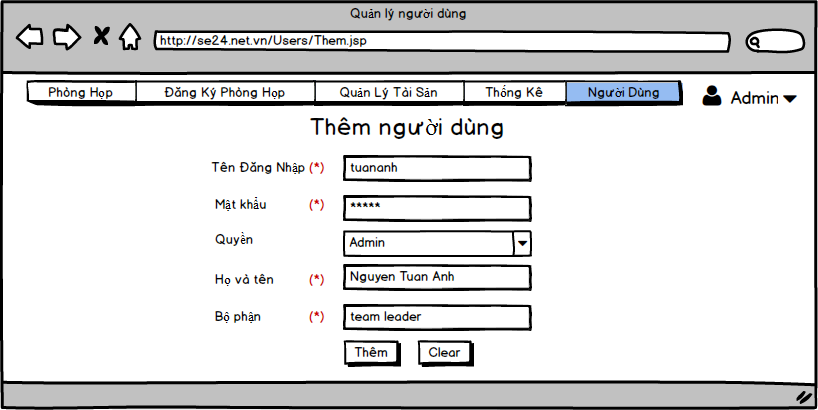 Quản lý người dùng
http://se24.net.vn/Users/Them.jsp
Phòng Họp Đăng Ký Phòng Họp Quản Lý Tài Sản Thống Kê Người Dùng Admin
Thêm người dùng
Tên Đăng Nhập (*) tuananh
Mật khẩu (*) *****
Quyền Admin
Họ và tên (*) Nguyen Tuan Anh
Bộ phận (*) team leader
Thêm Clear